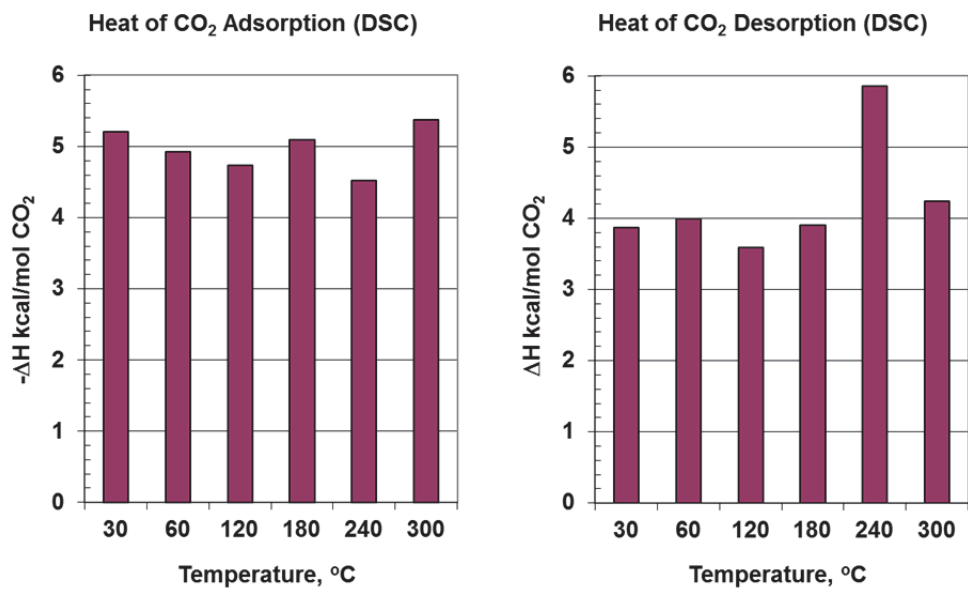 Heat of CO₂ Adsorption (DSC)
6
5
4
3
2
1
0
-ΔH kcal/mol CO₂
30 60 120 180 240 300
Temperature, ºC
Heat of CO₂ Desorption (DSC)
6
5
4
3
2
1
0
ΔH kcal/mol CO₂
30 60 120 180 240 300
Temperature, ºC